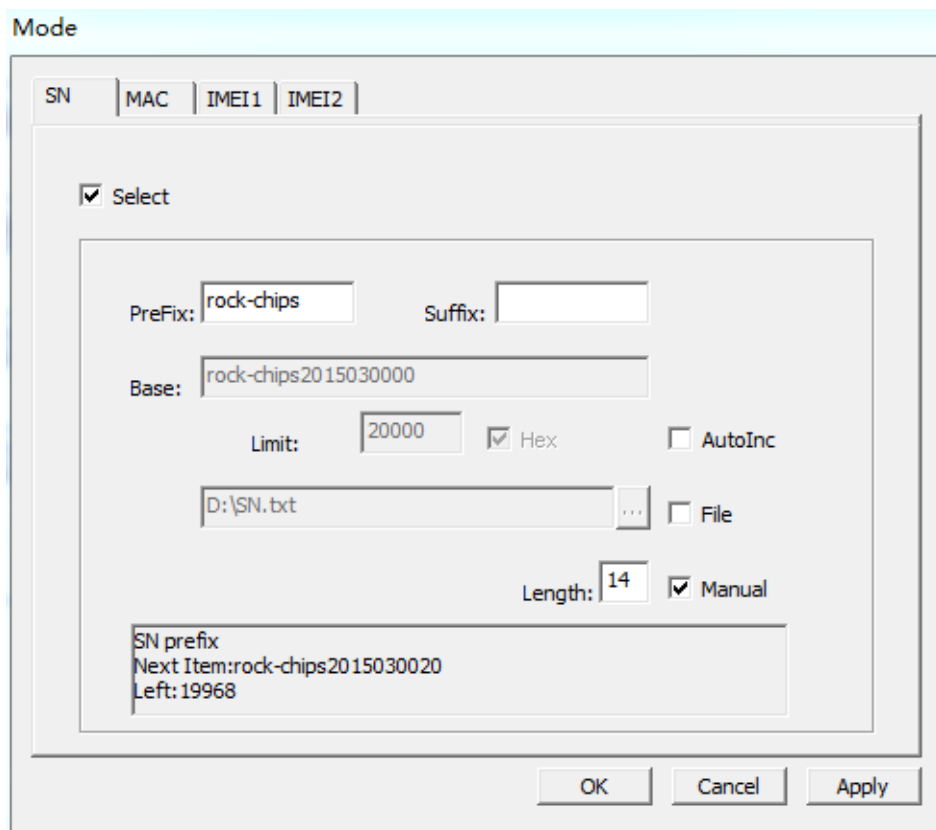 Mode
SN MAC IMEI1 IMEI2
Select
PreFix: rock-chips Suffix:
Base: rock-chips2015030000
Limit: 20000 Hex AutoInc
D:\SN.txt ... File
Length: 14 Manual
SN prefix
Next Item:rock-chips2015030020
Left:19968
OK Cancel Apply